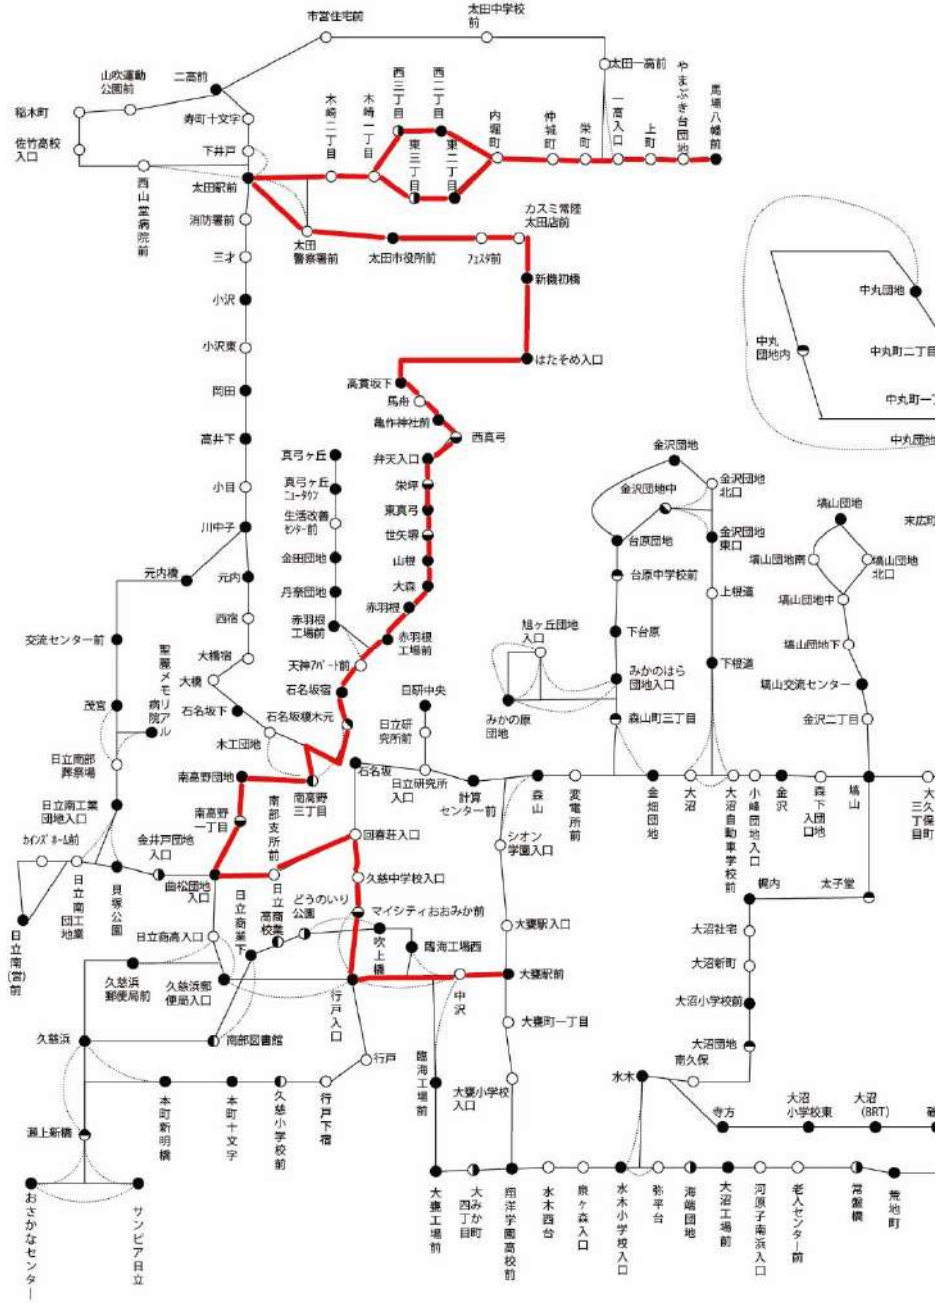 市営住宅前
太田中学校
前
山吹運動
公園前
二高前
太田一高前
稲木町
佐竹高校
入口
寿町十文字
下井戸
太田駅前
西山堂病院前
木崎二丁目
木崎一丁目
西三丁目
西二丁目
東三丁目
東二丁目
内堀町
仲城町
栄町
一高入口
上町
やまぶき台団地
馬場八幡前
消防署前
太田
警察署前
太田市役所前
フェスタ前
カスミ常陸
太田店前
三才
小沢
小沢東
岡田
高井下
小目
川中子
新機初橋
はたそめ入口
高貫坂下
馬舟
亀作神社前
西真弓
弁天入口
栄坪
東真弓
世矢堺
山根
大森
赤羽根
赤羽根
工場前
真弓ヶ丘
真弓ヶ丘
ニュータウン
生活改善
センター前
金田団地
丹奈団地
赤羽根
工場前
天神アパート前
石名坂宿
石名坂榎木元
中丸団地
中丸
団地内
中丸町二丁目
中丸町一丁
中丸団地
金沢団地
金沢団地中
金沢団地
北口
金沢団地
東口
台原団地
台原中学校前
上根道
下台原
下根道
旭ヶ丘団地
入口
みかの原
団地
みかのはら
団地入口
森山町三丁目
塙山団地
塙山団地南
塙山団地
北口
塙山団地中
塙山団地下
塙山交流センター
金沢二丁目
末広町
元内橋
元内
西宿
交流センター前
大橋宿
大橋
聖麗メモリアル
病院
茂宮
石名坂下
木工団地
日立南部
葬祭場
日立南工業
団地入口
カインズホーム前
金井戸団地
入口
日立南工業
団地
貝塚公園
日立南(営)前
南高野団地
南高野
一丁目
南高野
三丁目
南部支所前
曲松団地
入口
石名坂
日研中央
日立研
究所前
日立研究所
入口
計算
センター前
森山
変電所前
金畑団地
大沼
大沼自動車学校前
小峰団地入口
金沢
森下団地
入口
塙山
大久保町
三丁目
回春荘入口
久慈中学校入口
どうのいり
公園
マイシティおおみか前
日立商業
高校
日立商業下
日立商高入口
吹上橋
臨海工場西
久慈浜
郵便局前
久慈浜郵
便局入口
行戸入口
中沢
シオン
学園入口
大甕駅入口
大甕駅前
大甕町一丁目
大甕小学校
入口
久慈浜
南部図書館
行戸
臨海工場前
本町新明橋
本町十文字
久慈小学校前
行戸下宿
瀬上新橋
おさかなセンター
サンピア日立
幌内
太子堂
大沼社宅
大沼新町
大沼小学校前
大沼団地
南久保
水木
寺方
大沼
小学校東
大沼
(BRT)
大甕工場前
大みか町
四丁目
翔洋学園高校前
水木西台
泉ヶ森入口
水木小学校入口
弥平台
海端団地
大沼工場前
河原子南浜入口
老人センター前
常盤橋
荒地町